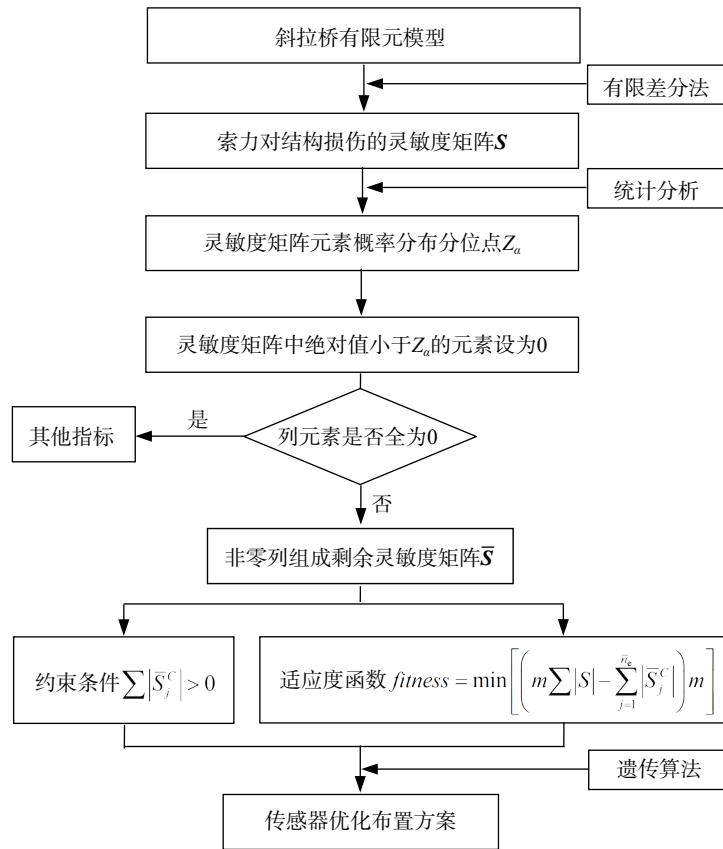 斜拉桥有限元模型
有限差分法
索力对结构损伤的灵敏度矩阵S
统计分析
灵敏度矩阵元素概率分布分位点Zα
灵敏度矩阵中绝对值小于Zα的元素设为0
其他指标
是
列元素是否全为0
否
非零列组成剩余灵敏度矩阵S̄
约束条件∑|S̄ⱼᶜ|>0
适应度函数 fitness = min[(m∑|S|−∑_{j=1}^{n̄ₑ}|S̄ⱼᶜ|)m]
遗传算法
传感器优化布置方案